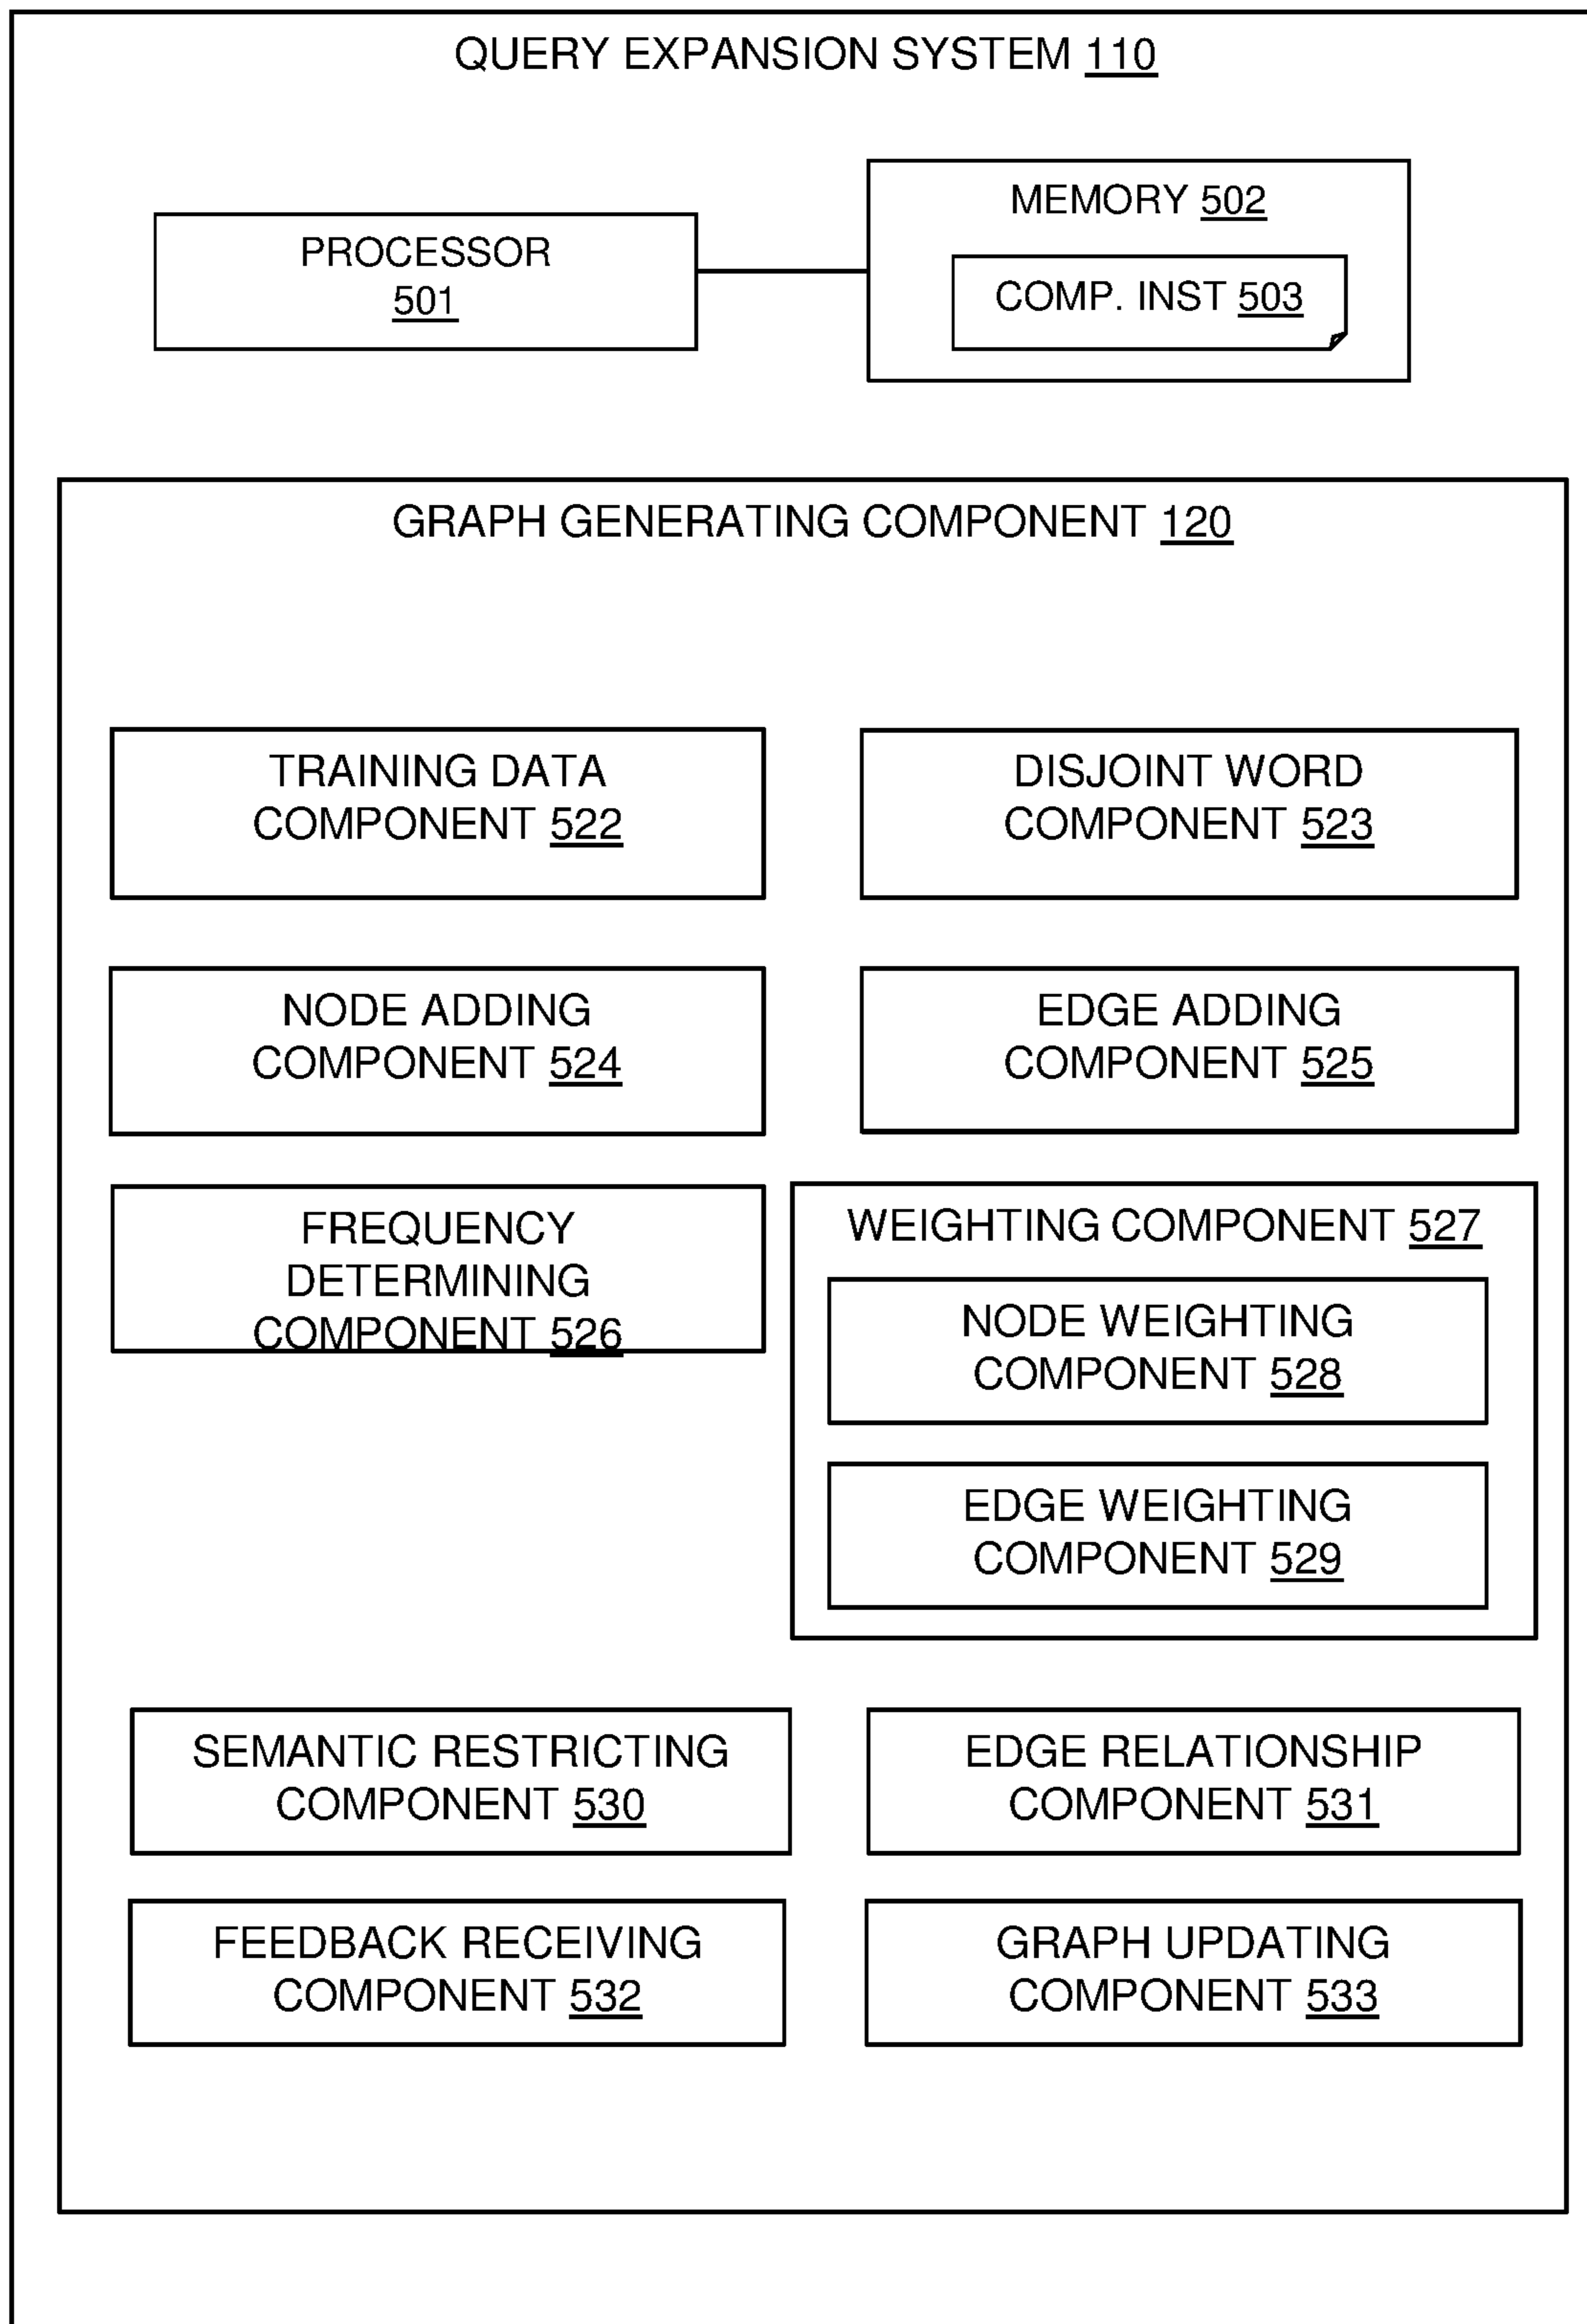 QUERY EXPANSION SYSTEM 110
PROCESSOR
501
MEMORY 502
COMP. INST 503
GRAPH GENERATING COMPONENT 120
TRAINING DATA
COMPONENT 522
DISJOINT WORD
COMPONENT 523
NODE ADDING
COMPONENT 524
EDGE ADDING
COMPONENT 525
FREQUENCY
DETERMINING
COMPONENT 526
WEIGHTING COMPONENT 527
NODE WEIGHTING
COMPONENT 528
EDGE WEIGHTING
COMPONENT 529
SEMANTIC RESTRICTING
COMPONENT 530
EDGE RELATIONSHIP
COMPONENT 531
FEEDBACK RECEIVING
COMPONENT 532
GRAPH UPDATING
COMPONENT 533